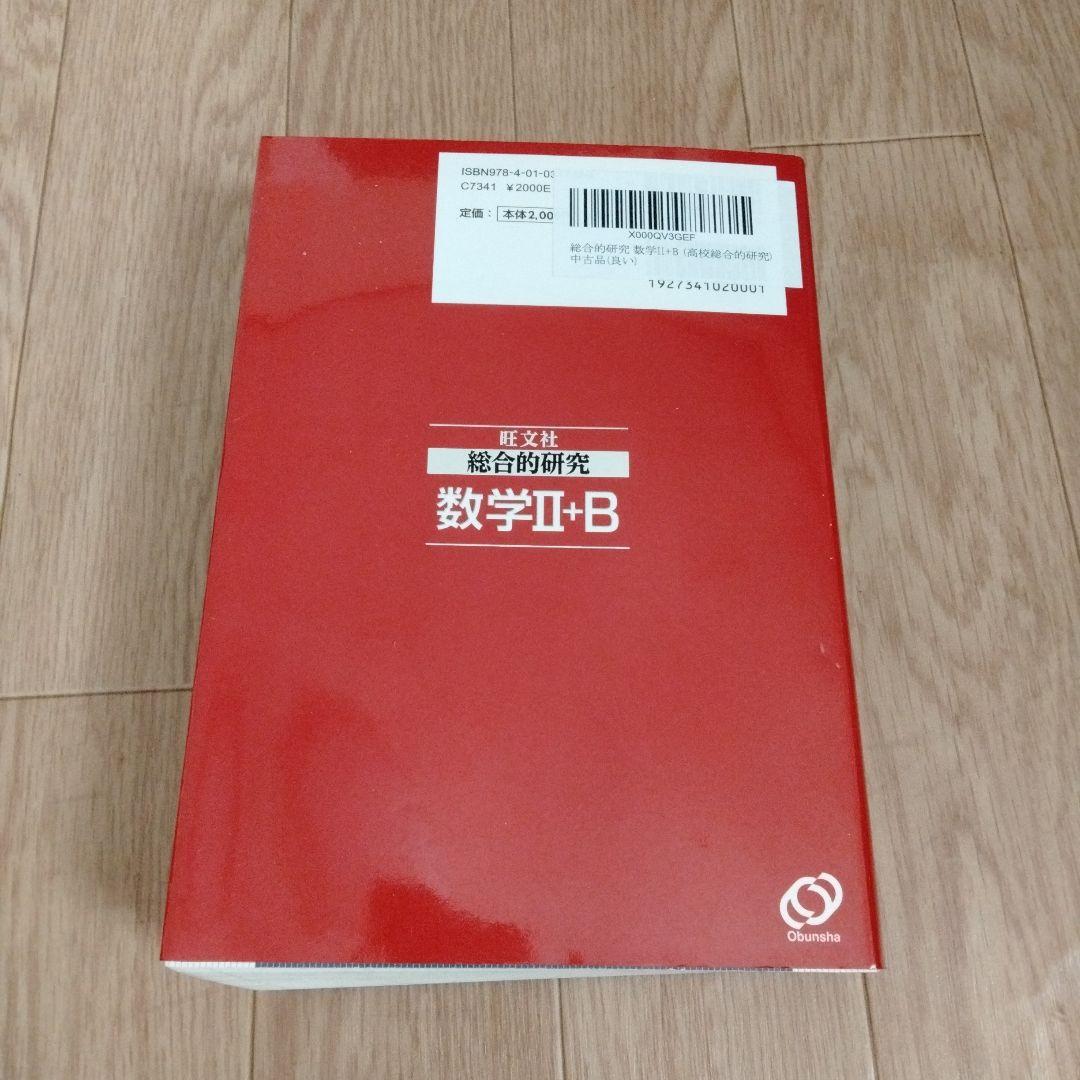 ISBN978-4-01-03
C7341 ¥2000E
定価： 本体2,00
X000QV3GEF
総合的研究 数学II+B (高校総合的研究)
中古品(良い)
1927341020001
旺文社
総合的研究
数学II+B
Obunsha